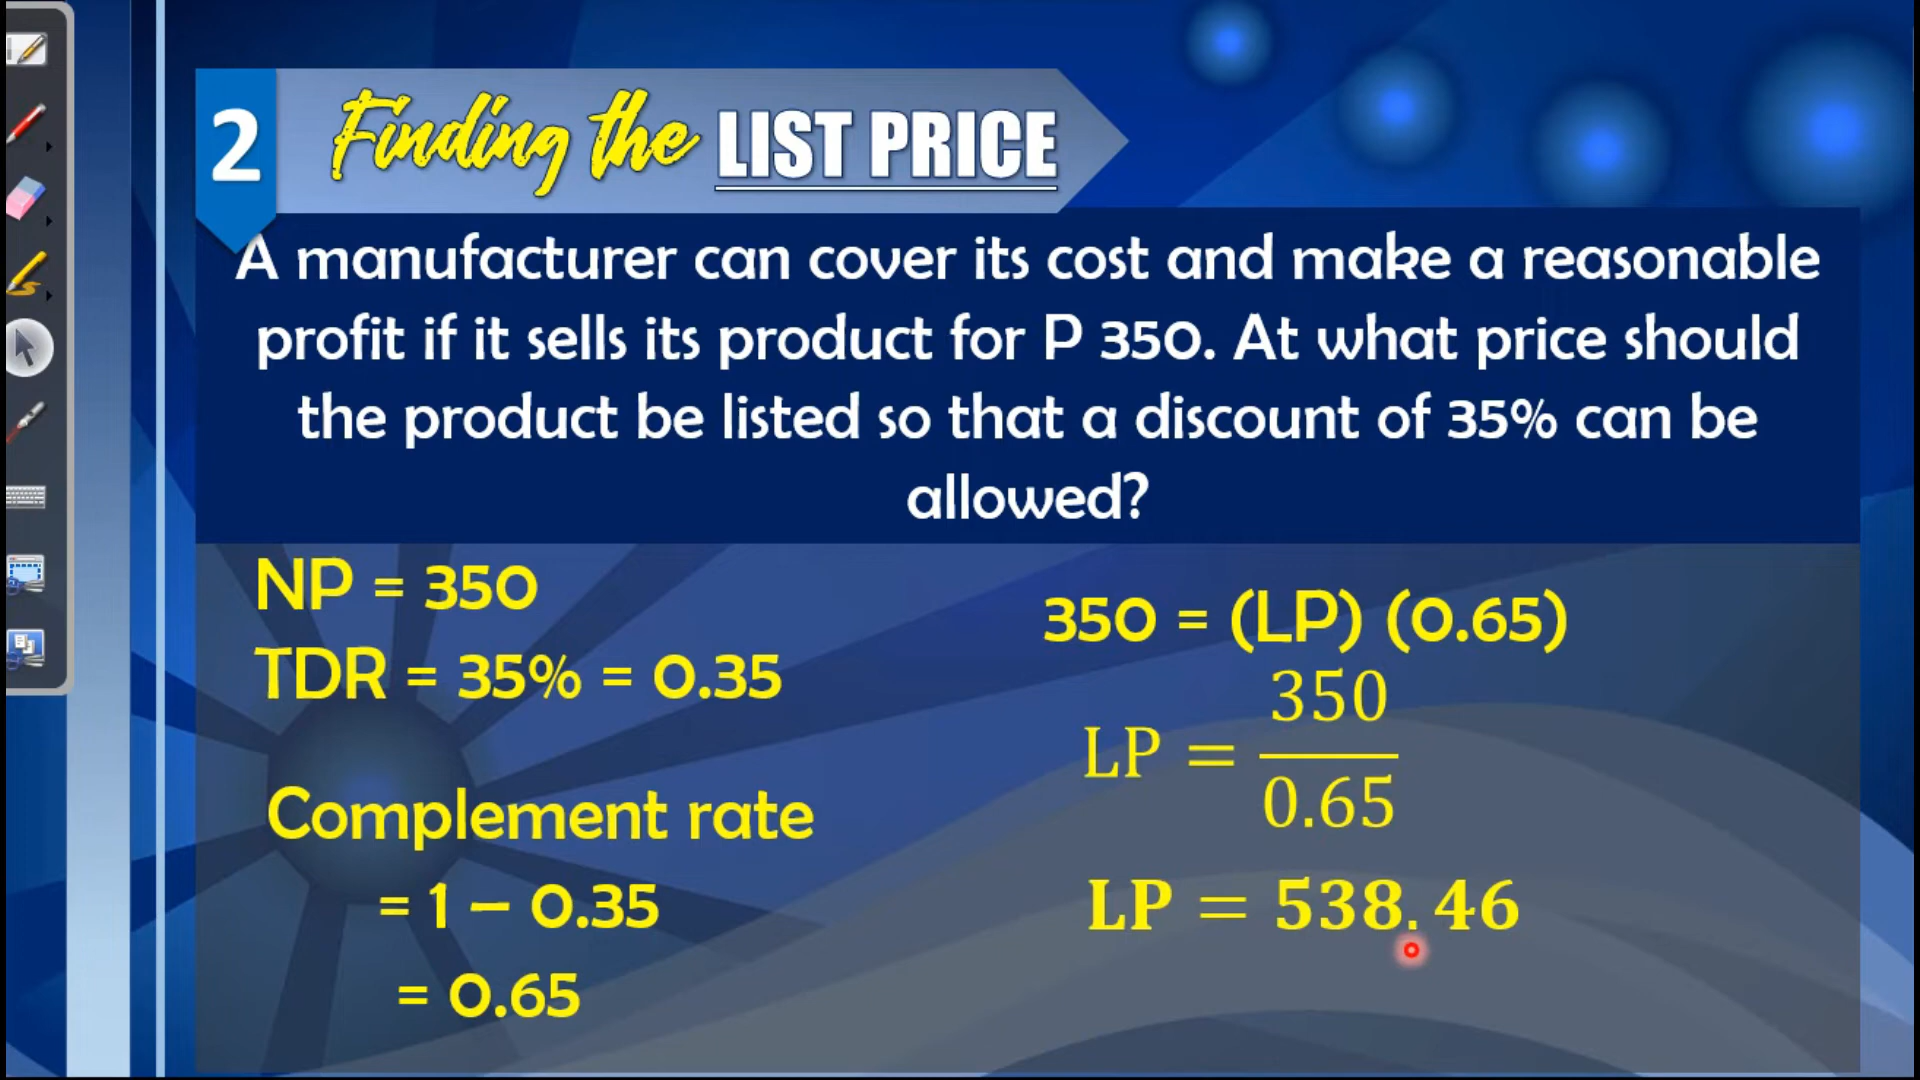 2
Finding the LIST PRICE
A manufacturer can cover its cost and make a reasonable
profit if it sells its product for P 350. At what price should
the product be listed so that a discount of 35% can be
allowed?
NP = 350
TDR = 35% = 0.35
Complement rate
= 1 – 0.35
= 0.65
350 = (LP) (0.65)
LP = 350/0.65
LP = 538.46